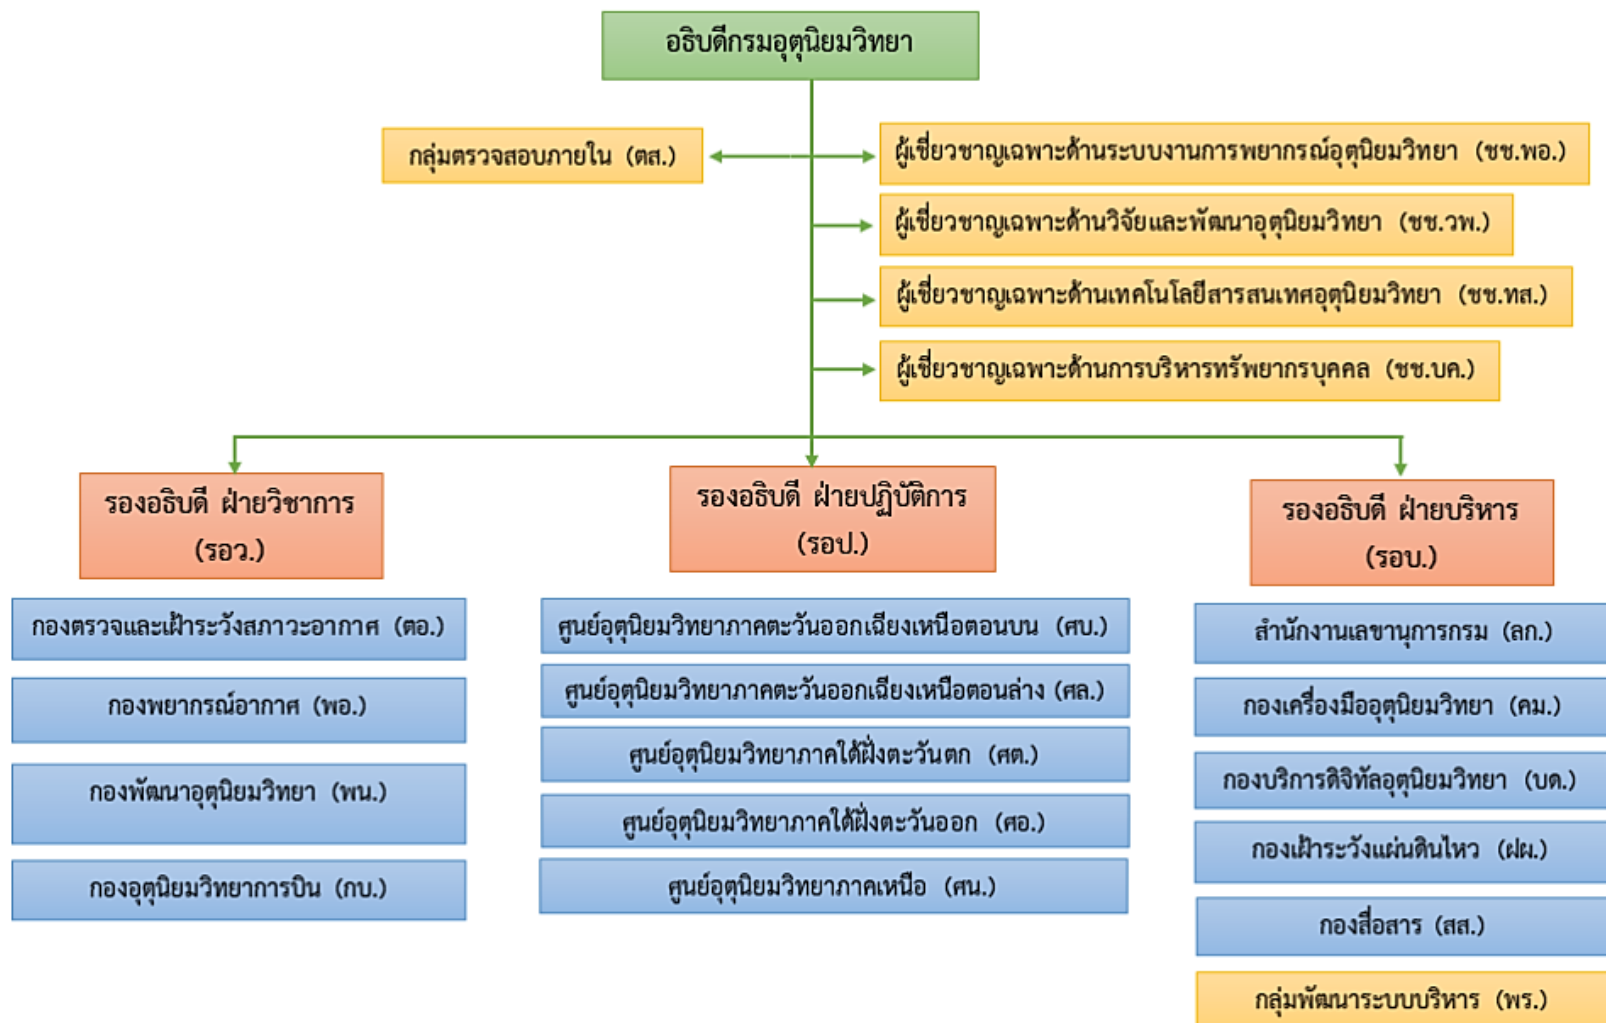 อธิบดีกรมอุตุนิยมวิทยา
กลุ่มตรวจสอบภายใน (ตส.)
ผู้เชี่ยวชาญเฉพาะด้านระบบงานการพยากรณ์อุตุนิยมวิทยา (ชช.พอ.)
ผู้เชี่ยวชาญเฉพาะด้านวิจัยและพัฒนาอุตุนิยมวิทยา (ชช.วพ.)
ผู้เชี่ยวชาญเฉพาะด้านเทคโนโลยีสารสนเทศอุตุนิยมวิทยา (ชช.ทส.)
ผู้เชี่ยวชาญเฉพาะด้านการบริหารทรัพยากรบุคคล (ชช.บค.)
รองอธิบดี ฝ่ายวิชาการ
(รอว.)
กองตรวจและเฝ้าระวังสภาวะอากาศ (ตอ.)
กองพยากรณ์อากาศ (พอ.)
กองพัฒนาอุตุนิยมวิทยา (พน.)
กองอุตุนิยมวิทยาการบิน (กบ.)
รองอธิบดี ฝ่ายปฏิบัติการ
(รอป.)
ศูนย์อุตุนิยมวิทยาภาคตะวันออกเฉียงเหนือตอนบน (ศบ.)
ศูนย์อุตุนิยมวิทยาภาคตะวันออกเฉียงเหนือตอนล่าง (ศล.)
ศูนย์อุตุนิยมวิทยาภาคใต้ฝั่งตะวันตก (ศต.)
ศูนย์อุตุนิยมวิทยาภาคใต้ฝั่งตะวันออก (ศอ.)
ศูนย์อุตุนิยมวิทยาภาคเหนือ (ศน.)
รองอธิบดี ฝ่ายบริหาร
(รอบ.)
สำนักงานเลขานุการกรม (ลก.)
กองเครื่องมืออุตุนิยมวิทยา (คม.)
กองบริการดิจิทัลอุตุนิยมวิทยา (บด.)
กองเฝ้าระวังแผ่นดินไหว (ฝผ.)
กองสื่อสาร (สส.)
กลุ่มพัฒนาระบบบริหาร (พร.)